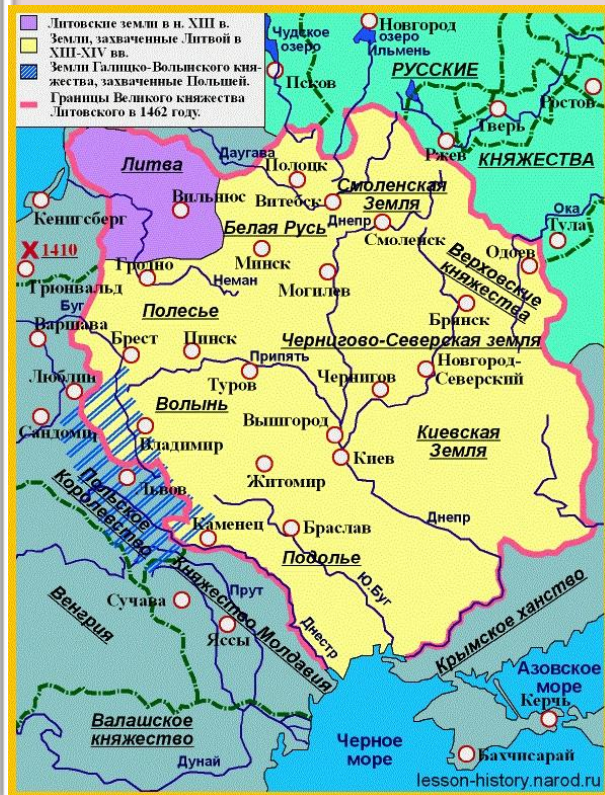 Литовские земли в н. XIII в.
Земли, захваченные Литвой в
XIII-XIV вв.
Земли Галицко-Волынского кня-
жества, захваченные Польшей.
Границы Великого княжества
Литовского в 1462 году.
Чудское
озеро
Новгород
озеро
Ильмень
Псков
РУССКИЕ
Ростов
Тверь
Ржев
КНЯЖЕСТВА
Даугава
Литва
Полоцк
Смоленская
Земля
Вильнюс
Витебск
Кенигсберг
Белая Русь
Днепр
Смоленск
Ока
Тула
X 1410
Минск
Одоев
Верховские
княжества
Трюнвальд
Гродно
Неман
Могилев
Буг
Полесье
Брянск
Варшава
Брест
Пинск
Чернигово-Северская земля
Припять
Новгород-
Северский
Люблин
Туров
Чернигов
Волынь
Сандомир
Владимир
Вышгород
Киевская
Земля
Киев
Польское
Королевство
Львов
Житомир
Каменец
Браслав
Днепр
Подолье
Княжество Молдавия
Ю.Буг
Венгрия
Сучава
Прут
Яссы
Днестр
Крымское ханство
Азовское
море
Керчь
Валашское
княжество
Черное
море
Дунай
Бахчисарай
lesson-history.narod.ru